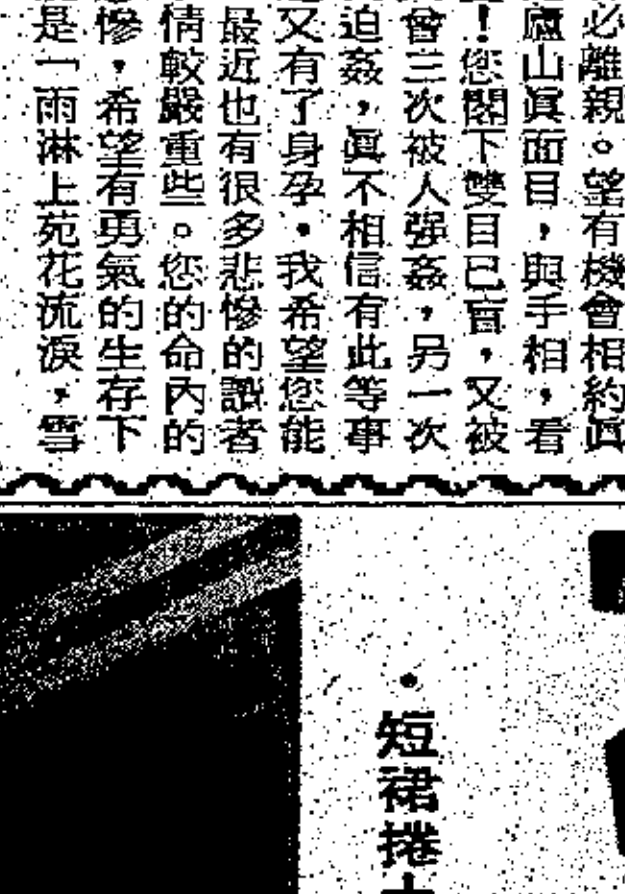 必離親。望有機會相約眞
廬山眞面目，與手相，看
！您閣下雙目已盲，又被
會三次被人強姦，另一次
迫姦，眞不相信有此等事
又有了身孕，我希望您能
最近也有很多悲慘的讀者
情較嚴重些。您的命內的
慘，希望有勇氣的生存下
是「雨淋上苑花流淚，雪
・短裙捲